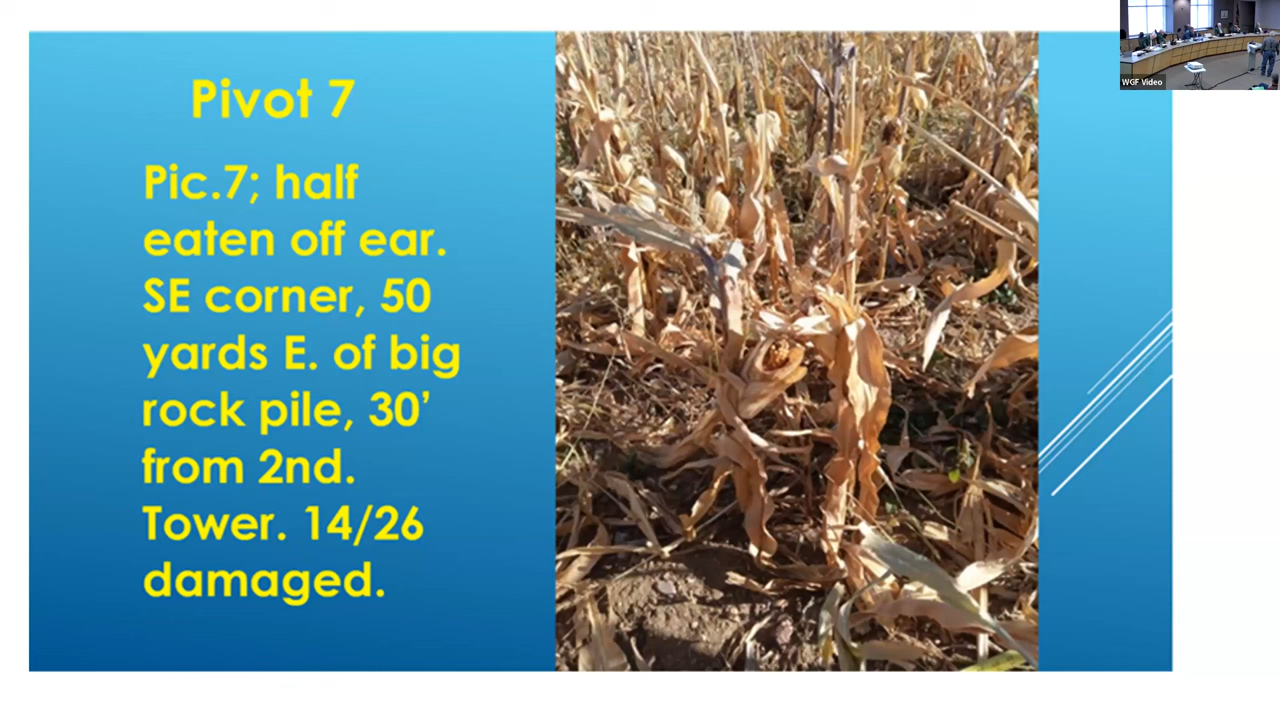 Pivot 7
Pic.7; half
eaten off ear.
SE corner, 50
yards E. of big
rock pile, 30’
from 2nd.
Tower. 14/26
damaged.
WGF Video